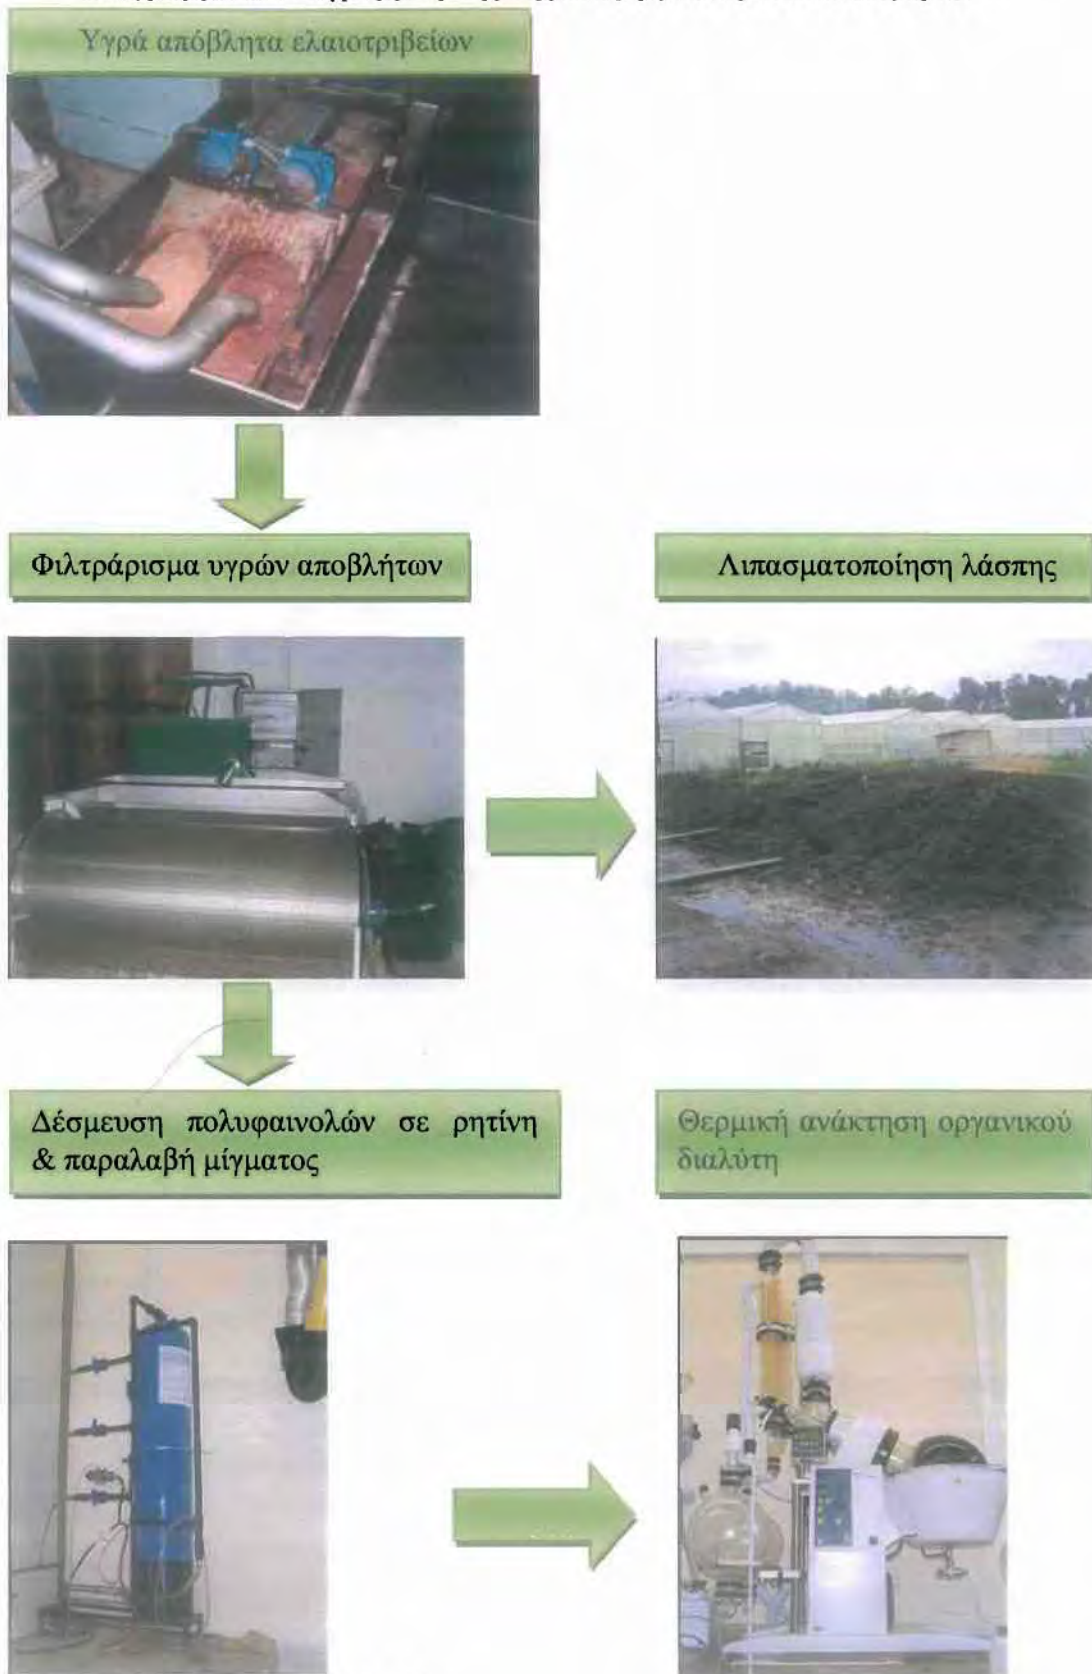 Υγρά απόβλητα ελαιοτριβείων
Φιλτράρισμα υγρών αποβλήτων
Λιπασματοποίηση λάσπης
Δέσμευση πολυφαινολών σε ρητίνη
& παραλαβή μίγματος
Θερμική ανάκτηση οργανικού
διαλύτη